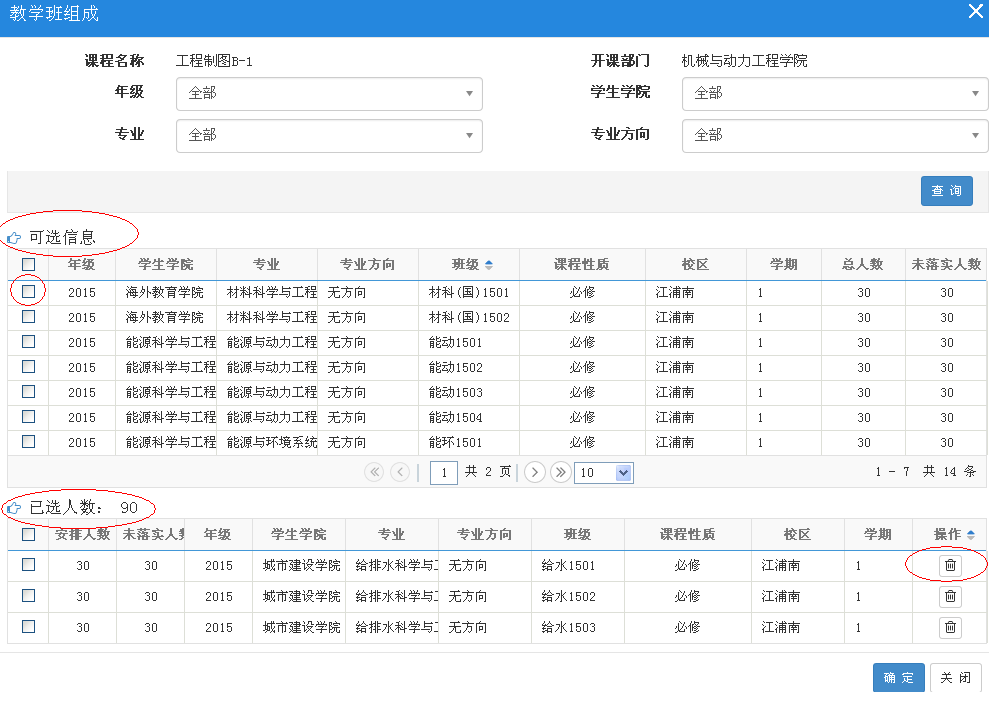 教学班组成
课程名称 工程制图B-1 开课部门 机械与动力工程学院
年级 全部 学生学院 全部
专业 全部 专业方向 全部
查 询
可选信息
年级 学生学院 专业 专业方向 班级 课程性质 校区 学期 总人数 未落实人数
2015 海外教育学院 材料科学与工程 无方向 材科(国)1501 必修 江浦南 1 30 30
2015 海外教育学院 材料科学与工程 无方向 材科(国)1502 必修 江浦南 1 30 30
2015 能源科学与工程 能源与动力工程 无方向 能动1501 必修 江浦南 1 30 30
2015 能源科学与工程 能源与动力工程 无方向 能动1502 必修 江浦南 1 30 30
2015 能源科学与工程 能源与动力工程 无方向 能动1503 必修 江浦南 1 30 30
2015 能源科学与工程 能源与动力工程 无方向 能动1504 必修 江浦南 1 30 30
2015 能源科学与工程 能源与环境系统 无方向 能环1501 必修 江浦南 1 30 30
1 共 2 页 10 1 - 7 共 14 条
已选人数： 90
安排人数 未落实人数 年级 学生学院 专业 专业方向 班级 课程性质 校区 学期 操作
30 30 2015 城市建设学院 给排水科学与工 无方向 给水1501 必修 江浦南 1
30 30 2015 城市建设学院 给排水科学与工 无方向 给水1502 必修 江浦南 1
30 30 2015 城市建设学院 给排水科学与工 无方向 给水1503 必修 江浦南 1
确 定 关 闭